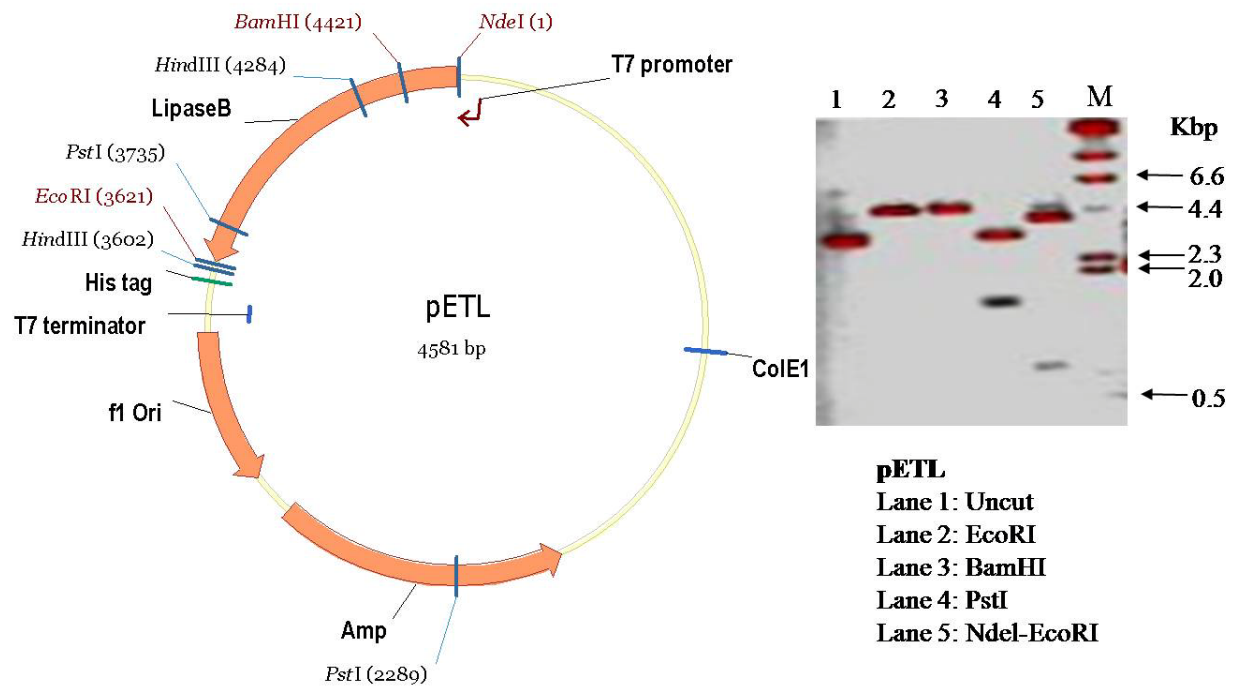 BamHI (4421)
NdeI (1)
HindIII (4284)
T7 promoter
LipaseB
PstI (3735)
EcoRI (3621)
HindIII (3602)
His tag
T7 terminator
pETL
4581 bp
ColE1
f1 Ori
Amp
PstI (2289)
1 2 3 4 5 M
Kbp
6.6
4.4
2.3
2.0
0.5
pETL
Lane 1: Uncut
Lane 2: EcoRI
Lane 3: BamHI
Lane 4: PstI
Lane 5: NdeI-EcoRI